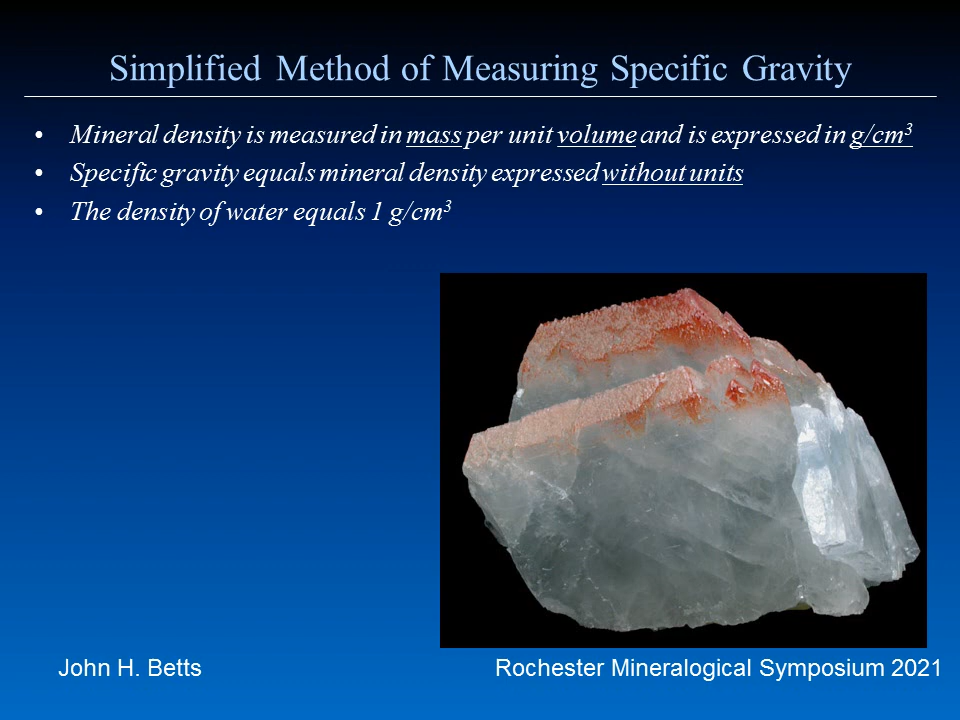 Simplified Method of Measuring Specific Gravity
• Mineral density is measured in mass per unit volume and is expressed in g/cm³
• Specific gravity equals mineral density expressed without units
• The density of water equals 1 g/cm³
John H. Betts
Rochester Mineralogical Symposium 2021